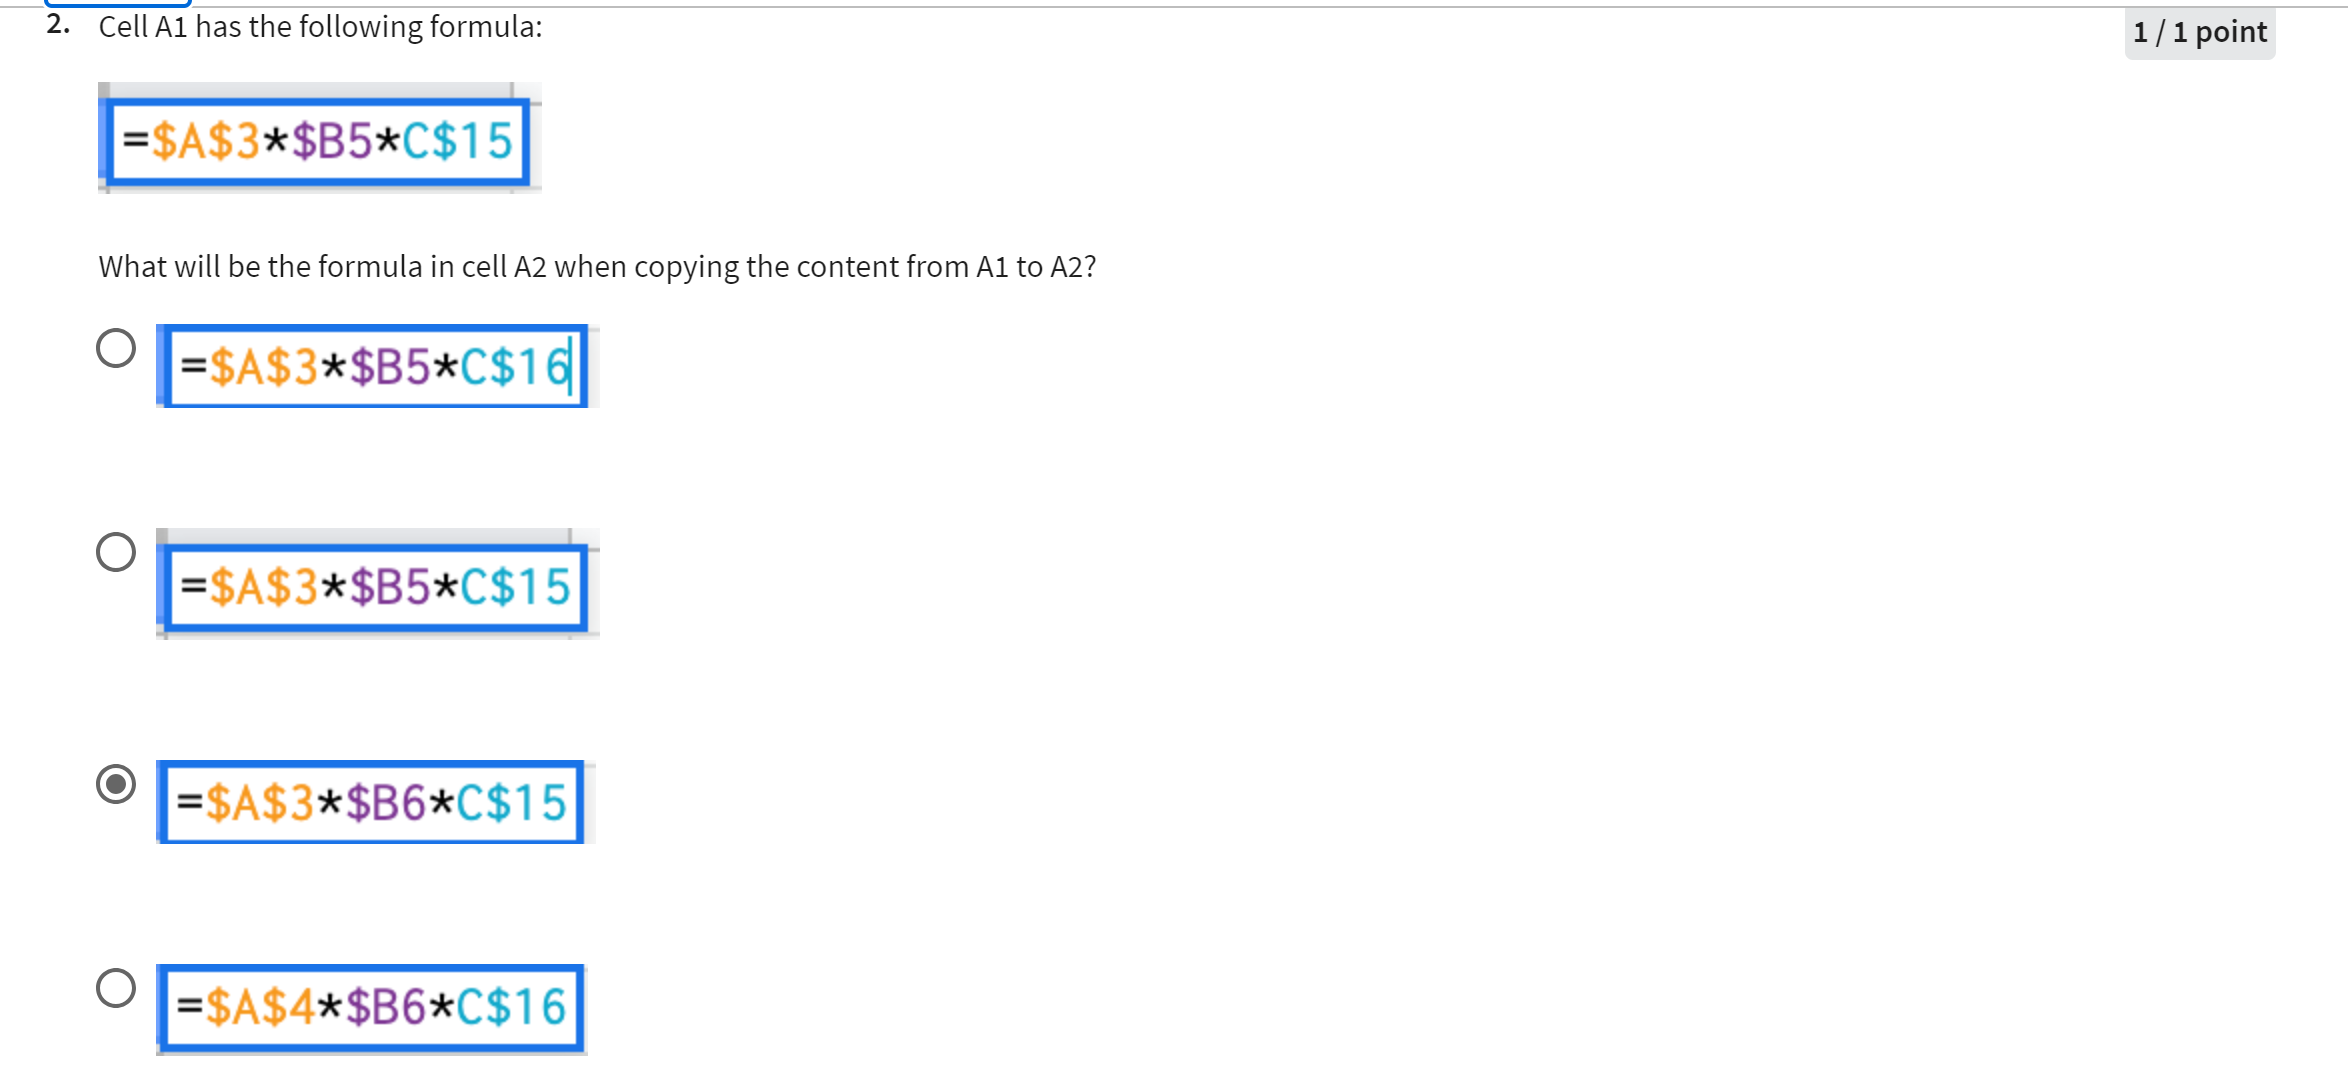 2. Cell A1 has the following formula:
1 / 1 point
=$A$3*$B5*C$15
What will be the formula in cell A2 when copying the content from A1 to A2?
=$A$3*$B5*C$16
=$A$3*$B5*C$15
=$A$3*$B6*C$15
=$A$4*$B6*C$16